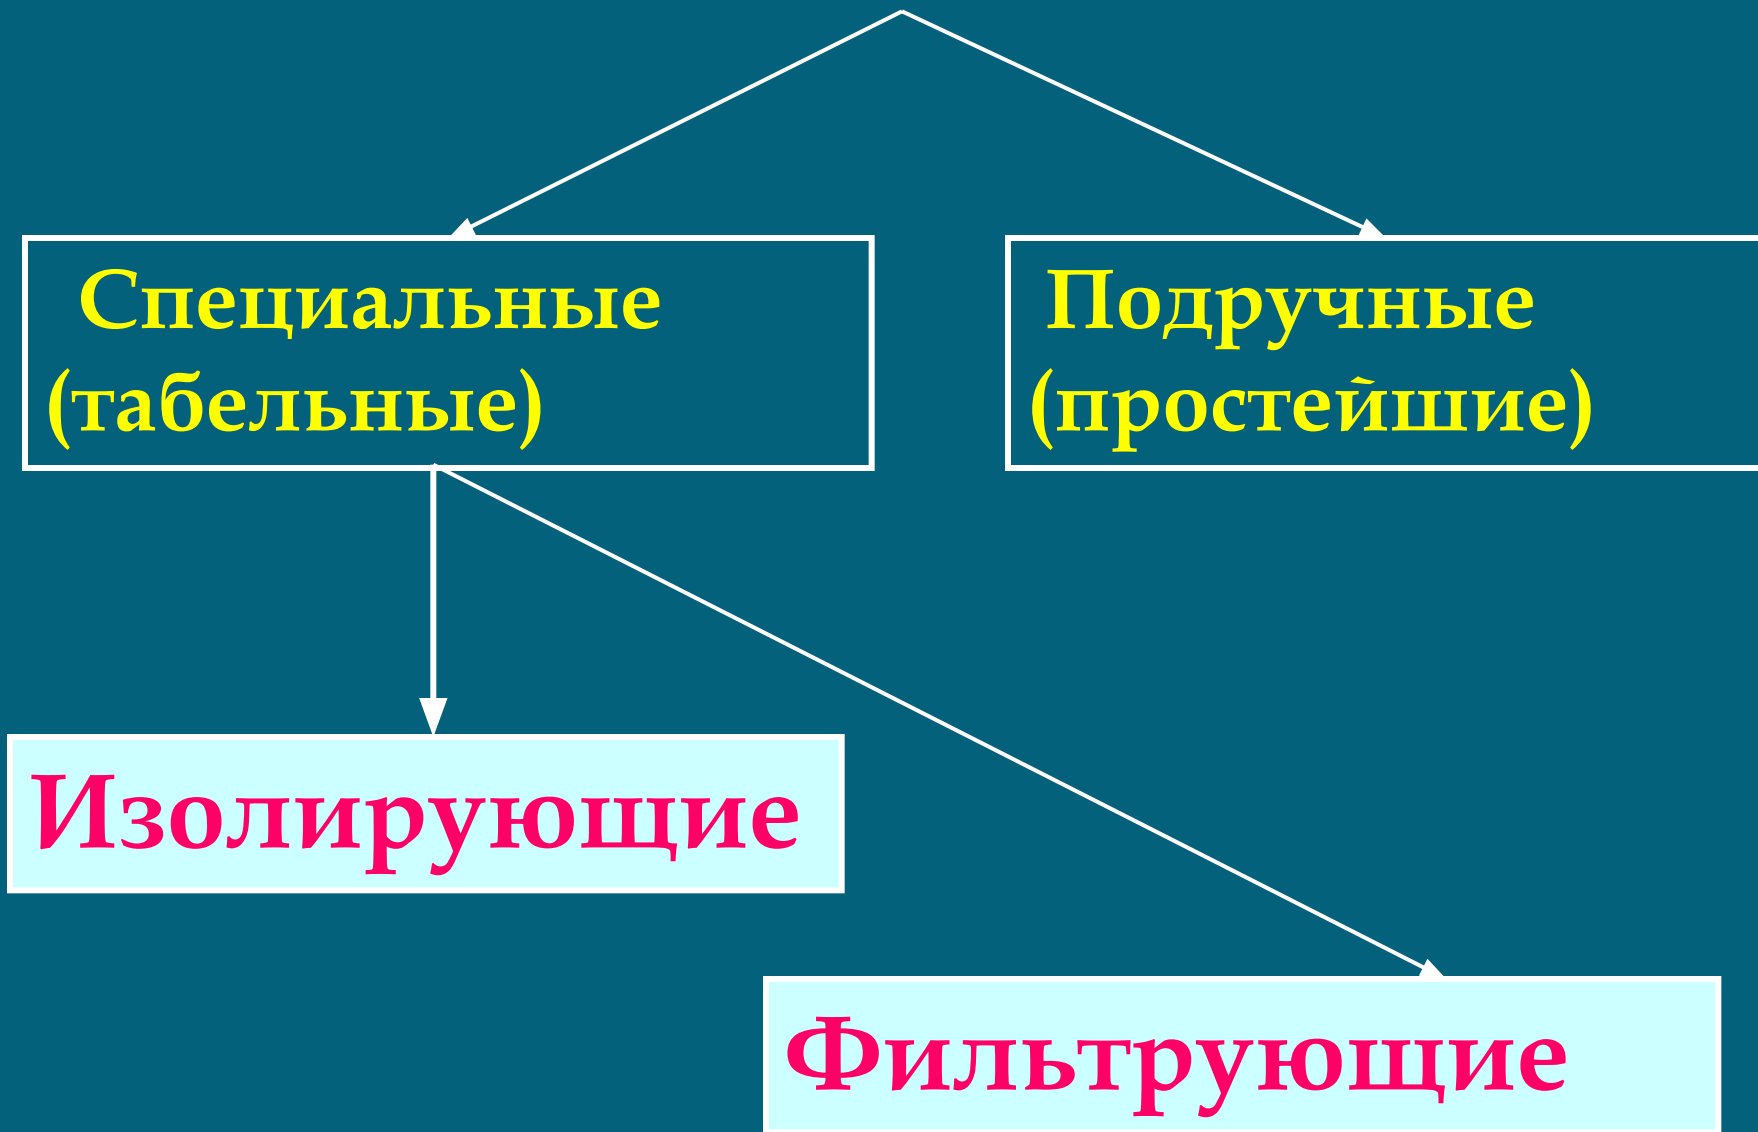 Специальные
(табельные)
Подручные
(простейшие)
Изолирующие
Фильтрующие